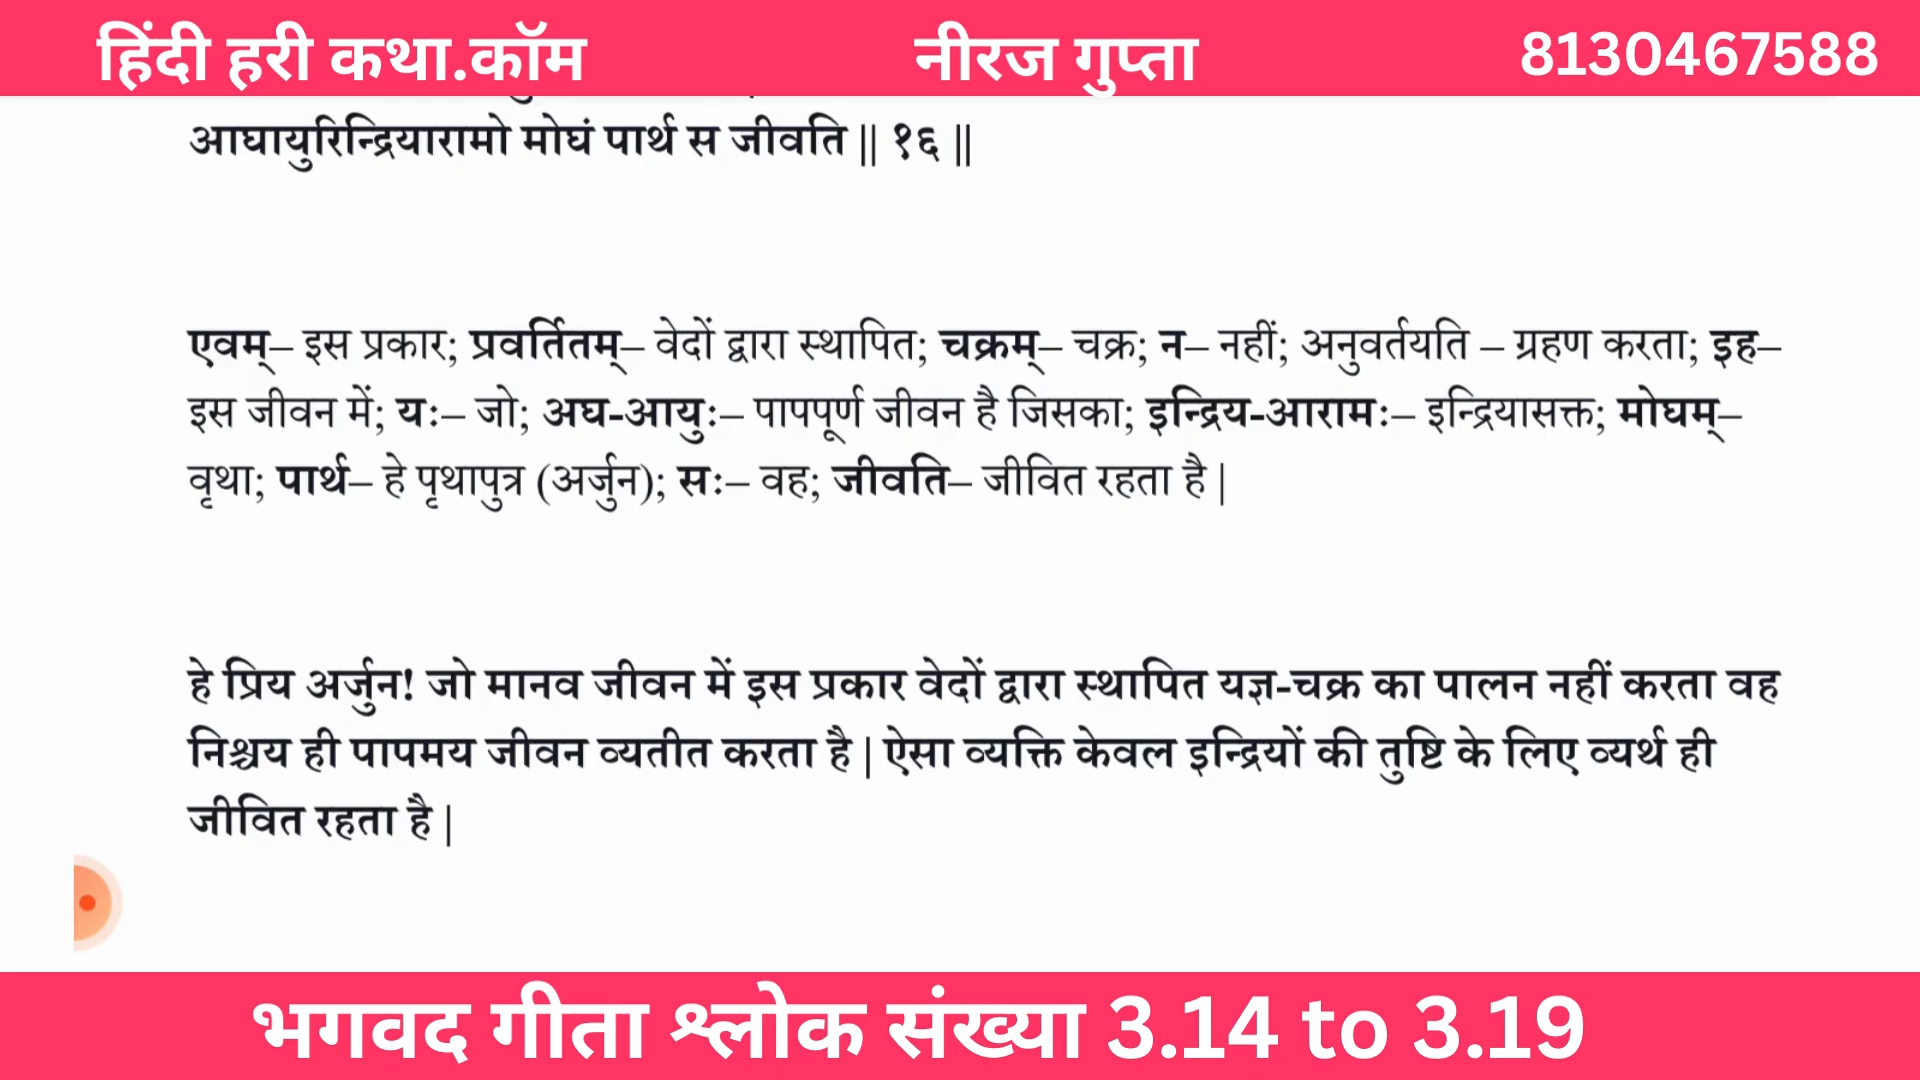 हिंदी हरी कथा.कॉम नीरज गुप्ता 8130467588
आघायुरिन्द्रियारामो मोघं पार्थ स जीवति || १६ ||
एवम्– इस प्रकार; प्रवर्तितम्– वेदों द्वारा स्थापित; चक्रम्– चक्र; न– नहीं; अनुवर्तयति – ग्रहण करता; इह–
इस जीवन में; यः– जो; अघ-आयुः– पापपूर्ण जीवन है जिसका; इन्द्रिय-आरामः– इन्द्रियासक्त; मोघम्–
वृथा; पार्थ– हे पृथापुत्र (अर्जुन); सः– वह; जीवति– जीवित रहता है |
हे प्रिय अर्जुन! जो मानव जीवन में इस प्रकार वेदों द्वारा स्थापित यज्ञ-चक्र का पालन नहीं करता वह
निश्चय ही पापमय जीवन व्यतीत करता है | ऐसा व्यक्ति केवल इन्द्रियों की तुष्टि के लिए व्यर्थ ही
जीवित रहता है |
भगवद गीता श्लोक संख्या 3.14 to 3.19